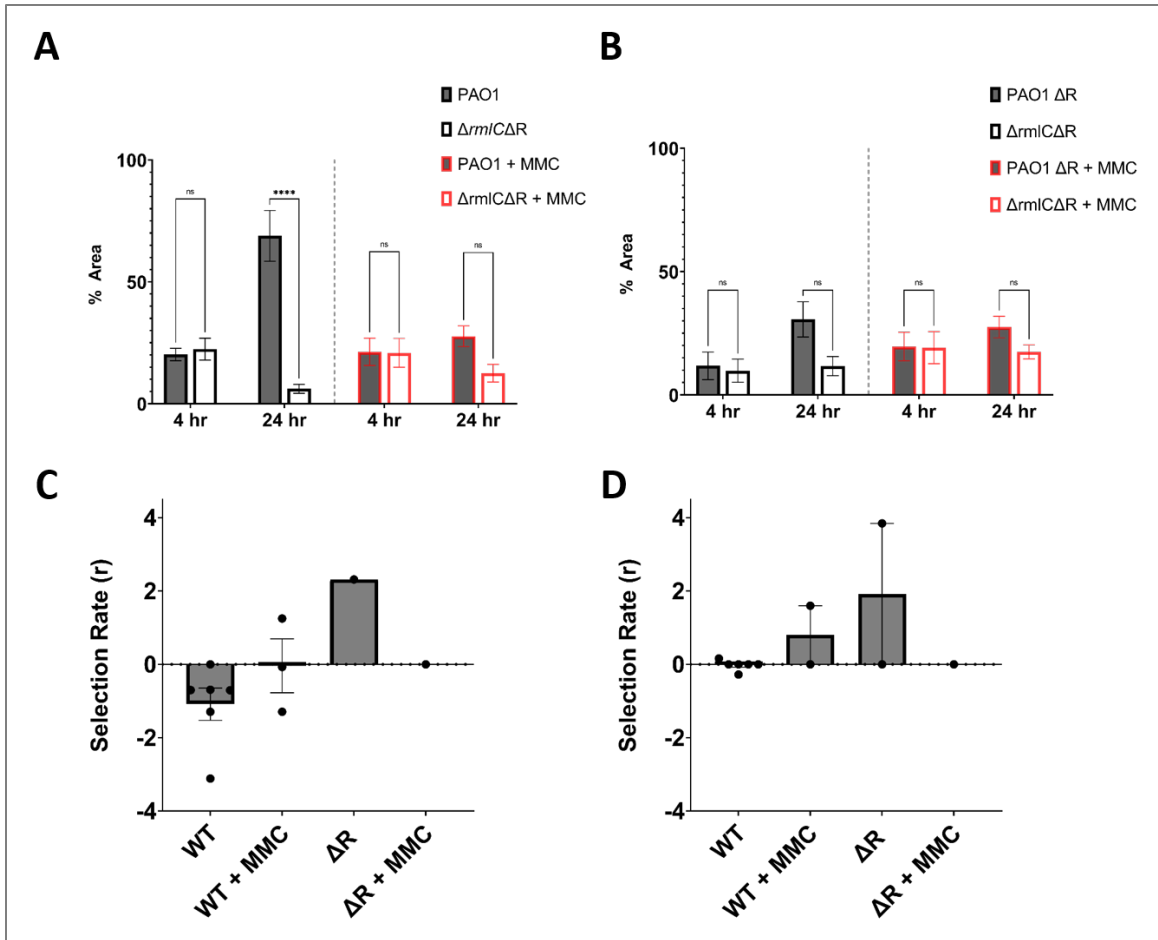 A
PAO1
ΔrmlCΔR
PAO1 + MMC
ΔrmlCΔR + MMC
100
50
0
% Area
ns
****
ns
ns
4 hr
24 hr
4 hr
24 hr
B
PAO1 ΔR
ΔrmlCΔR
PAO1 ΔR + MMC
ΔrmlCΔR + MMC
100
50
0
% Area
ns
ns
ns
ns
4 hr
24 hr
4 hr
24 hr
C
4
2
0
-2
-4
Selection Rate (r)
WT
WT + MMC
ΔR
ΔR + MMC
D
4
2
0
-2
-4
Selection Rate (r)
WT
WT + MMC
ΔR
ΔR + MMC